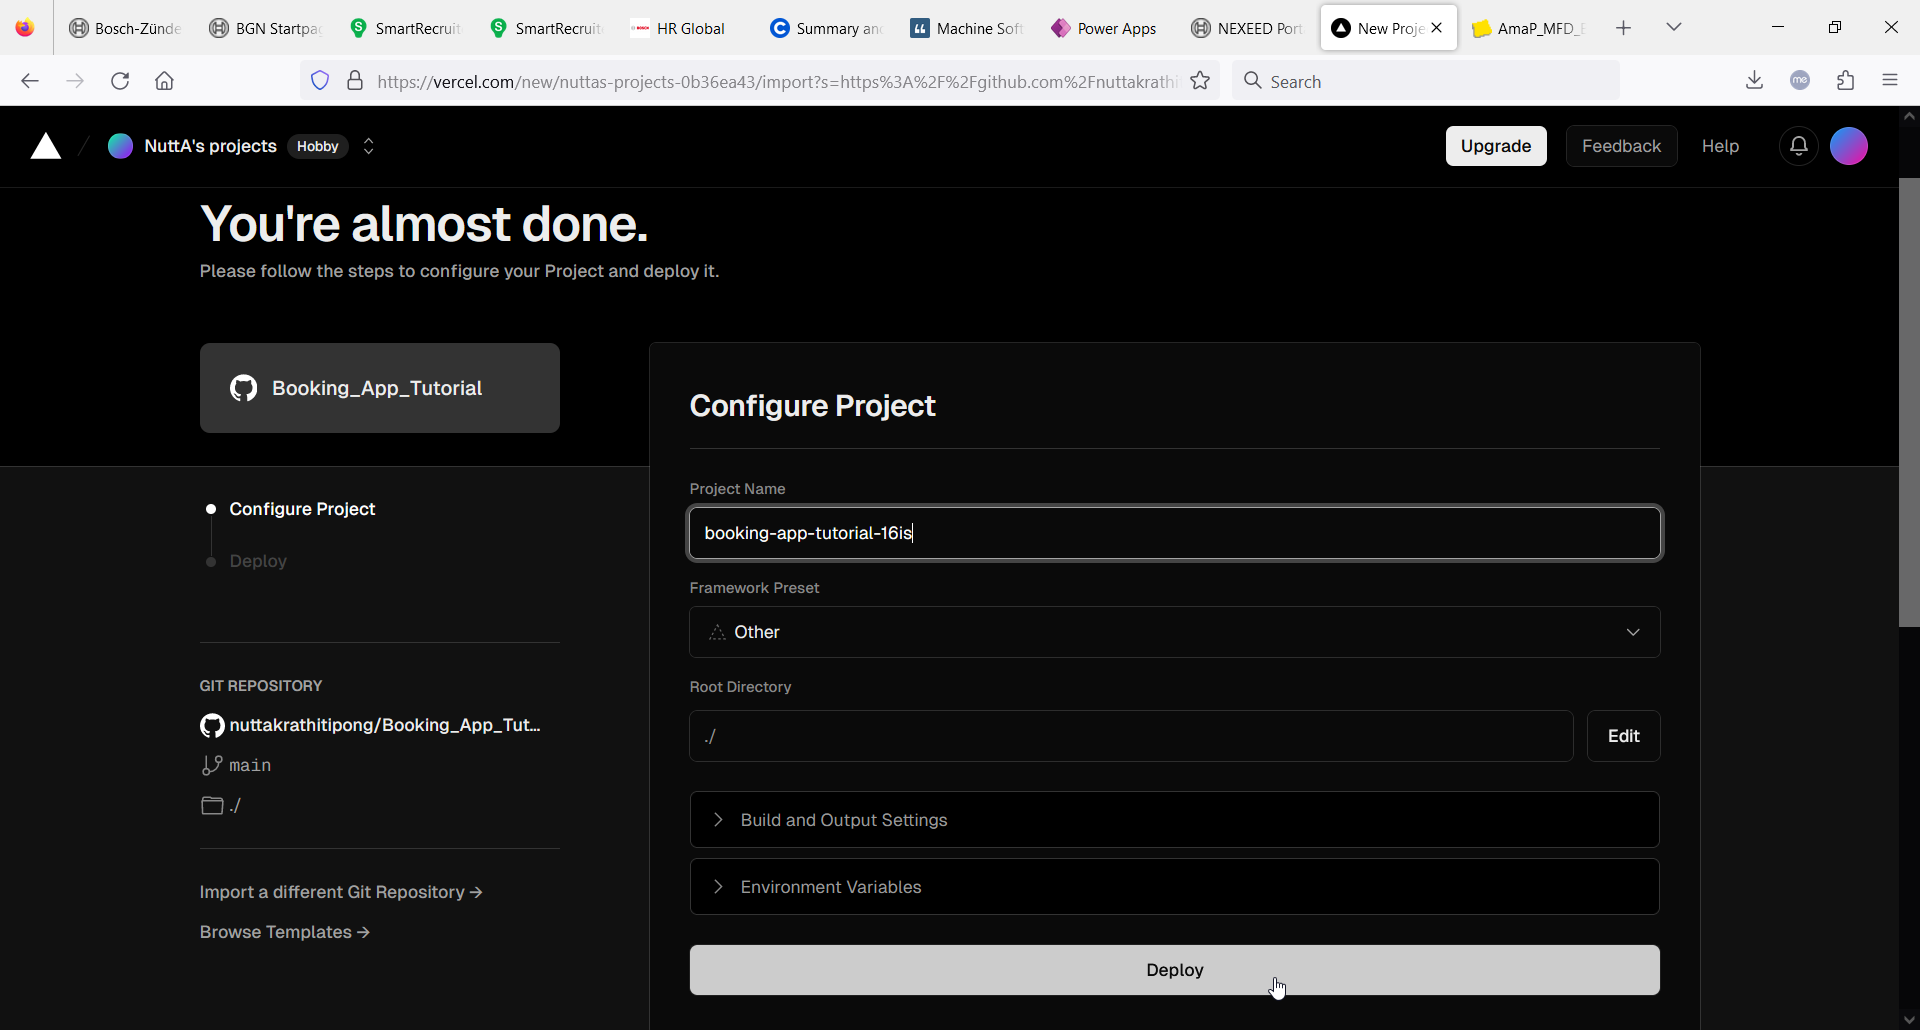 Bosch-Zünde
BGN Startpag
SmartRecruit
SmartRecruit
HR Global
Summary an
Machine Soft
Power Apps
NEXEED Port
New Proje
AmaP_MFD_E
https://vercel.com/new/nuttas-projects-0b36ea43/import?s=https%3A%2F%2Fgithub.com%2Fnuttakrathi
Search
me
NuttA's projects
Hobby
Upgrade
Feedback
Help
You're almost done.
Please follow the steps to configure your Project and deploy it.
Booking_App_Tutorial
Configure Project
Deploy
GIT REPOSITORY
nuttakrathitipong/Booking_App_Tut...
main
./
Import a different Git Repository →
Browse Templates →
Configure Project
Project Name
booking-app-tutorial-16is
Framework Preset
Other
Root Directory
./
Edit
Build and Output Settings
Environment Variables
Deploy